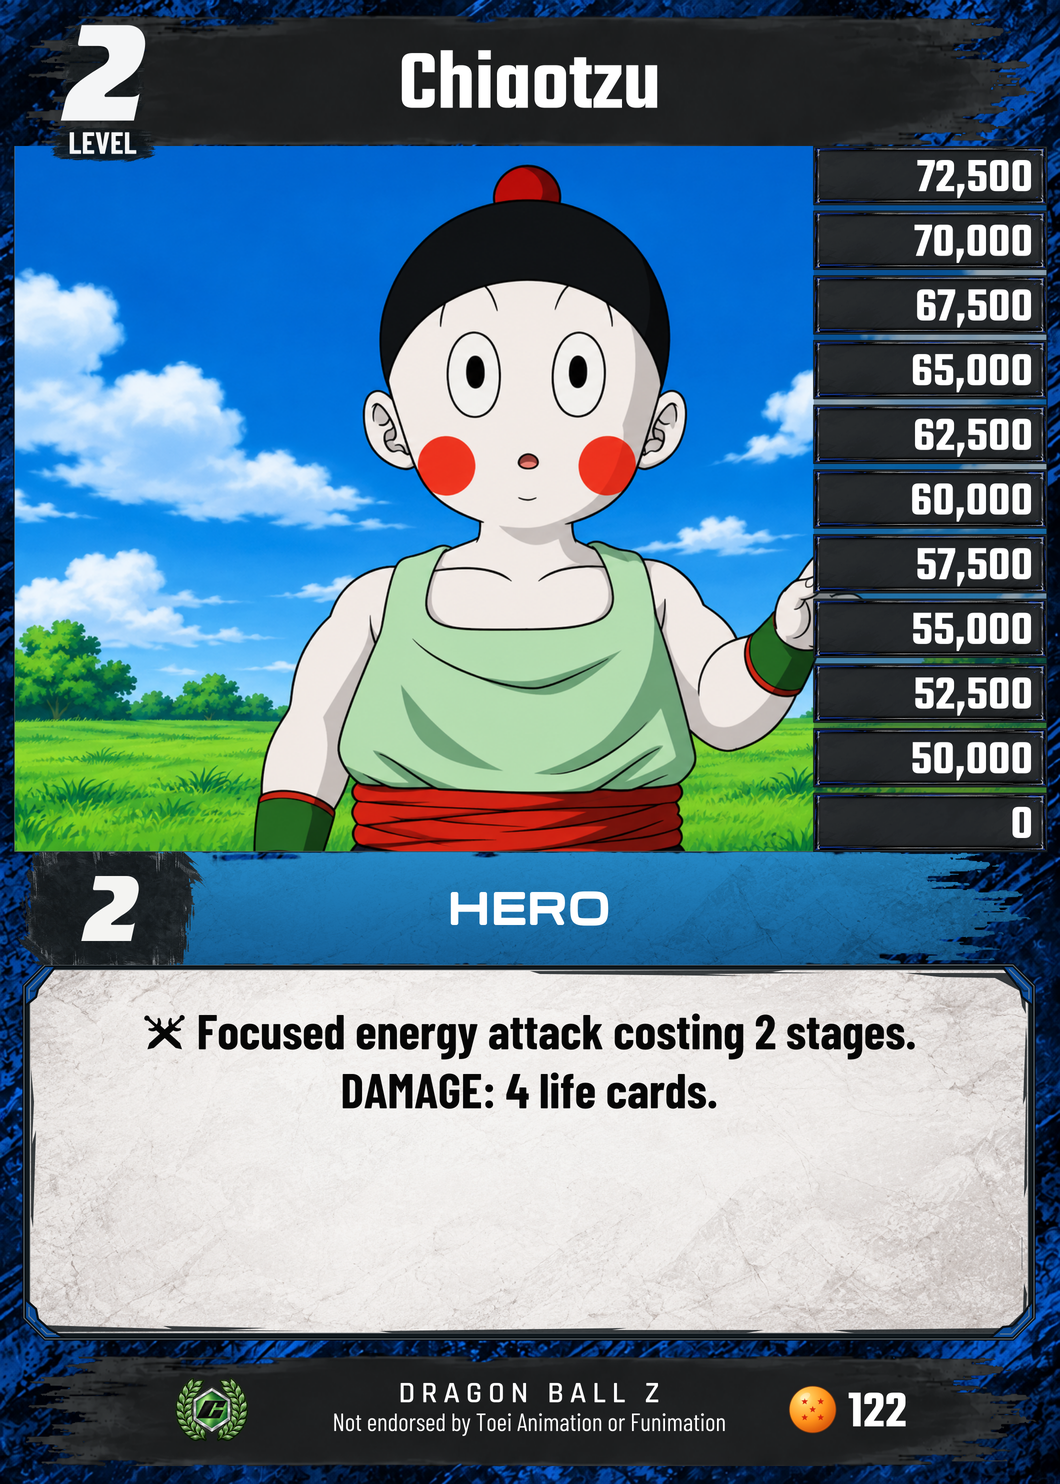 2
LEVEL
Chiaotzu
72,500
70,000
67,500
65,000
62,500
60,000
57,500
55,000
52,500
50,000
0
2
HERO
Focused energy attack costing 2 stages.
DAMAGE: 4 life cards.
DRAGON BALL Z
Not endorsed by Toei Animation or Funimation
122